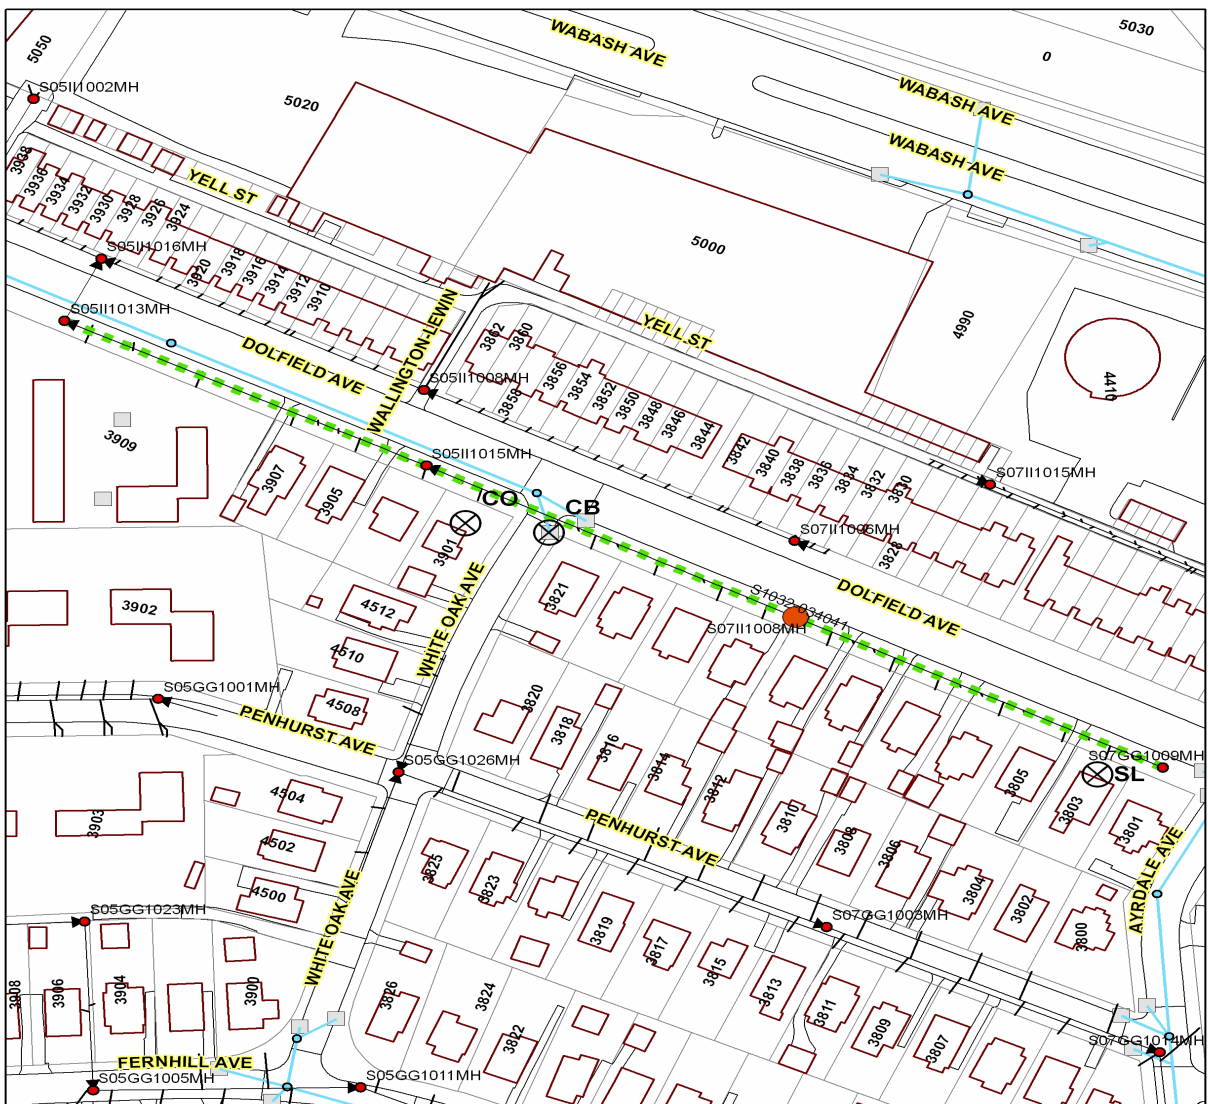 WABASH AVE
5030
5050
0
S05II1002MH
WABASH AVE
5020
WABASH AVE
3938
3936
3934
3932
3930
3928
3926
3924
YELL ST
S05II1016MH
3920
3918
3916
3914
3912
3910
5000
S05II1013MH
WALLINGTON-LEWIN
YELL ST
4990
3862
3860
DOLFIELD AVE
S05II1008MH
3858
3856
3854
3852
3850
3848
3846
3844
4410
3909
3842
3840
3838
3836
3834
3832
3830
S05II1015MH
S07II1015MH
3907
3905
CO
CB
3901
S07II1006MH
3828
3902
4512
WHITE OAK AVE
3821
S1032-034041
DOLFIELD AVE
S07II1008MH
4510
S05GG1001MH
4508
3820
PENHURST AVE
3818
3816
3814
3812
S05GG1026MH
S07GG1009MH
SL
3805
3803
3801
4504
3903
4502
3810
PENHURST AVE
3808
3806
3825
3823
4500
3804
3802
3800
AYRDALE AVE
S05GG1023MH
WHITE OAK AVE
3819
3817
3815
S07GG1003MH
3908
3906
3904
3900
3826
3824
3822
3813
3811
3809
3807
S07GG1014MH
FERNHILL AVE
S05GG1005MH
S05GG1011MH